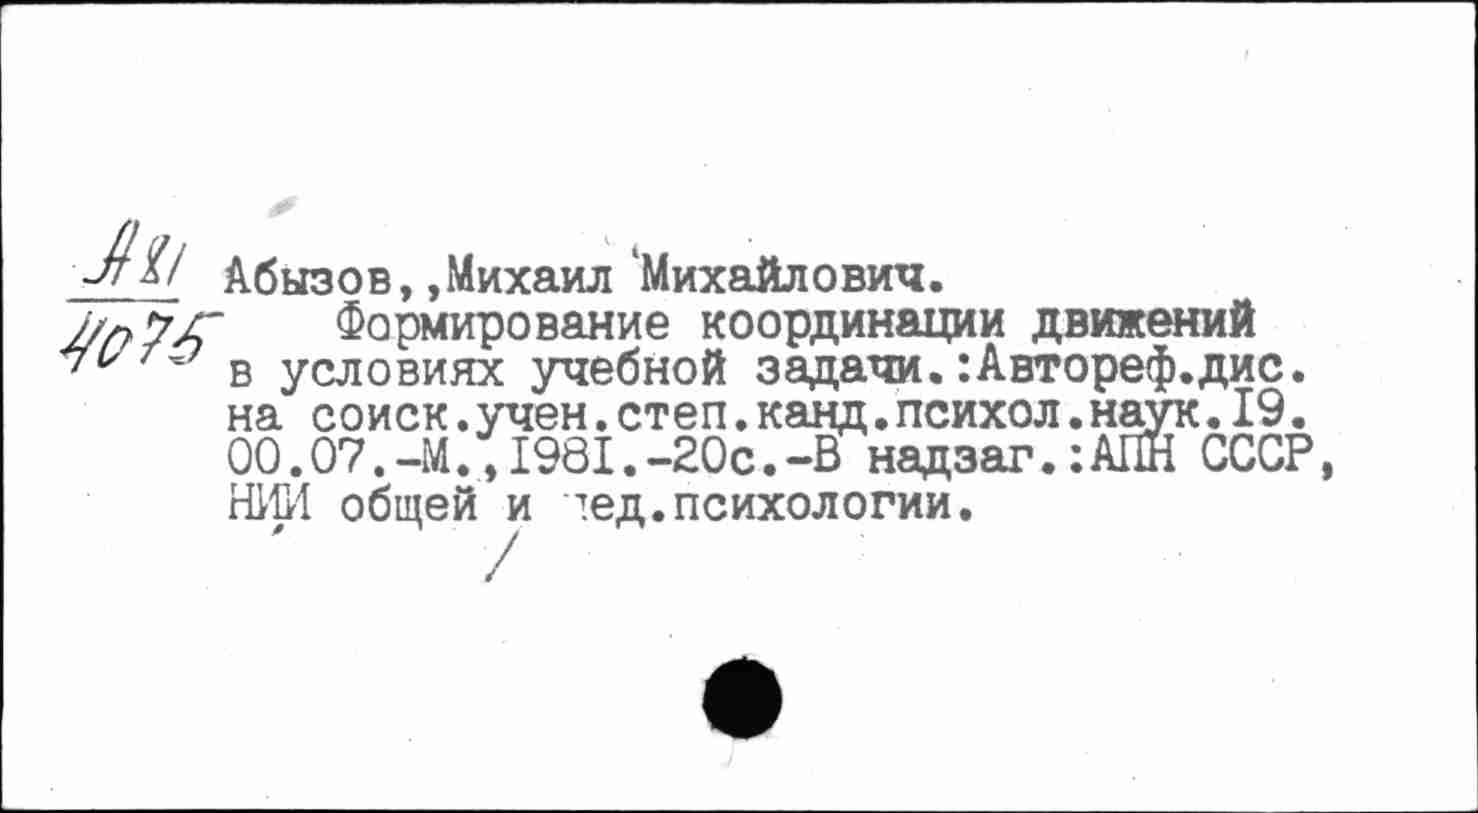 А81
4075
Абызов,,Михаил Михайлович.
Формирование координации движений
в условиях учебной задачи.:Автореф.дис.
на соиск.учен.степ.канд.психол.наук.19.
00.07.-М.,1981.-20с.-В надзаг.:АПН СССР,
НИИ общей и пед.психологии.